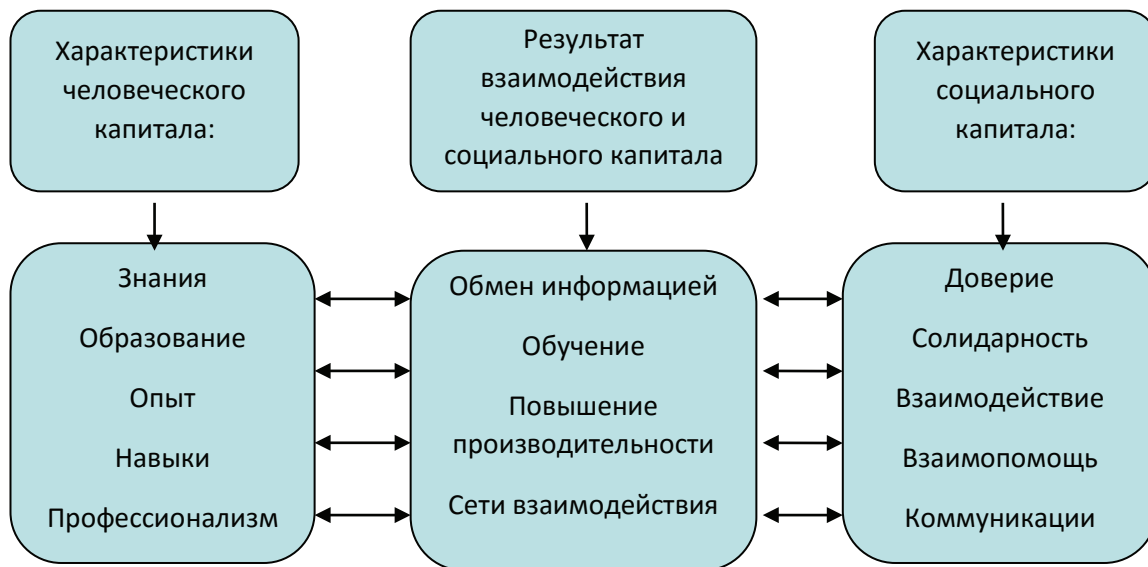 Характеристики
человеческого
капитала:
Результат
взаимодействия
человеческого и
социального капитала
Характеристики
социального
капитала:
Знания
Образование
Опыт
Навыки
Профессионализм
Обмен информацией
Обучение
Повышение
производительности
Сети взаимодействия
Доверие
Солидарность
Взаимодействие
Взаимопомощь
Коммуникации